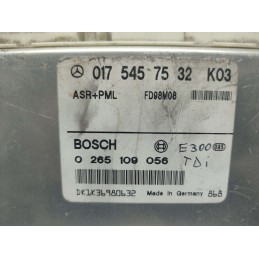 017 545 75 32 K03
ASR+PML FD98M08
BOSCH E300
0 265 109 056 TDi
DK1K36980632 Made in Germany 868